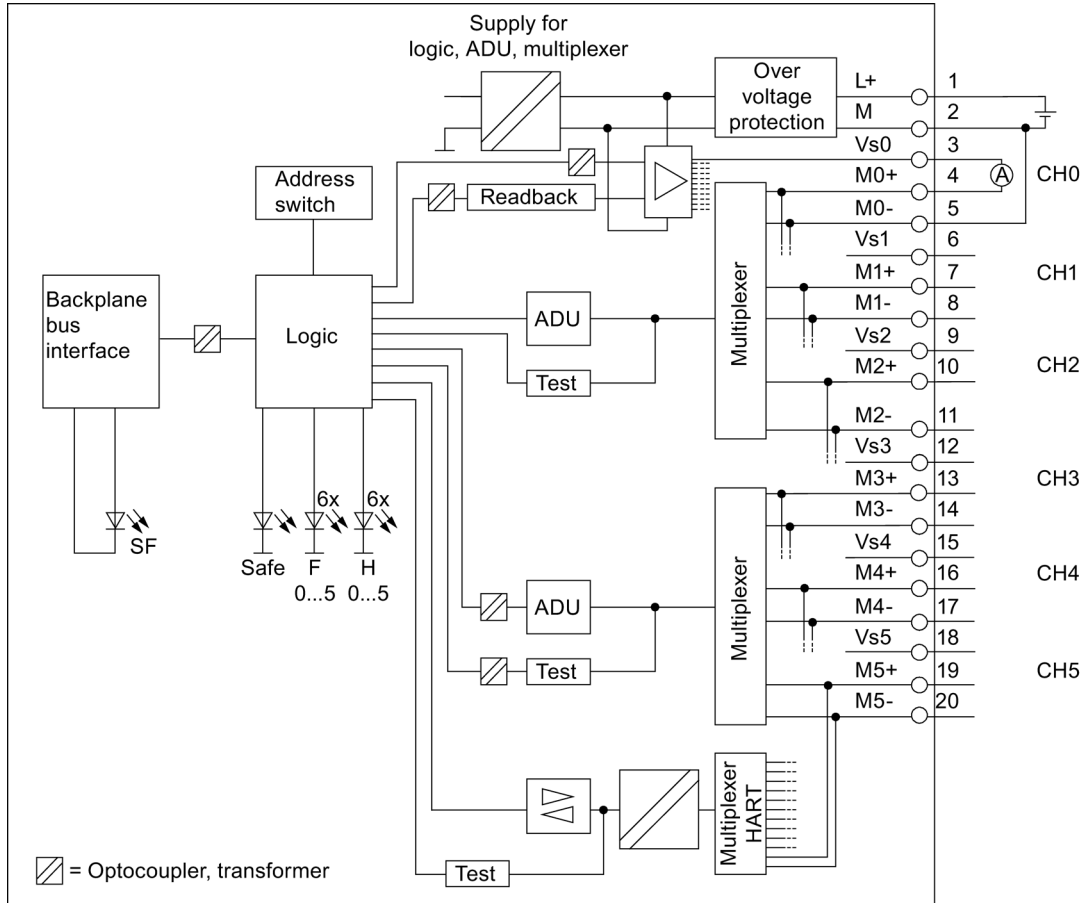 Supply for
logic, ADU, multiplexer
Over
voltage
protection
L+ 1
M 2
Vs0 3
M0+ 4
A
CH0
M0- 5
Vs1 6
M1+ 7
CH1
M1- 8
Vs2 9
M2+ 10
CH2
M2- 11
Vs3 12
M3+ 13
CH3
M3- 14
Vs4 15
M4+ 16
CH4
M4- 17
Vs5 18
M5+ 19
CH5
M5- 20
Address
switch
Readback
Backplane
bus
interface
Logic
ADU
Test
Multiplexer
SF
Safe
6x
F
0...5
6x
H
0...5
ADU
Test
Multiplexer
Multiplexer
HART
Test
= Optocoupler, transformer